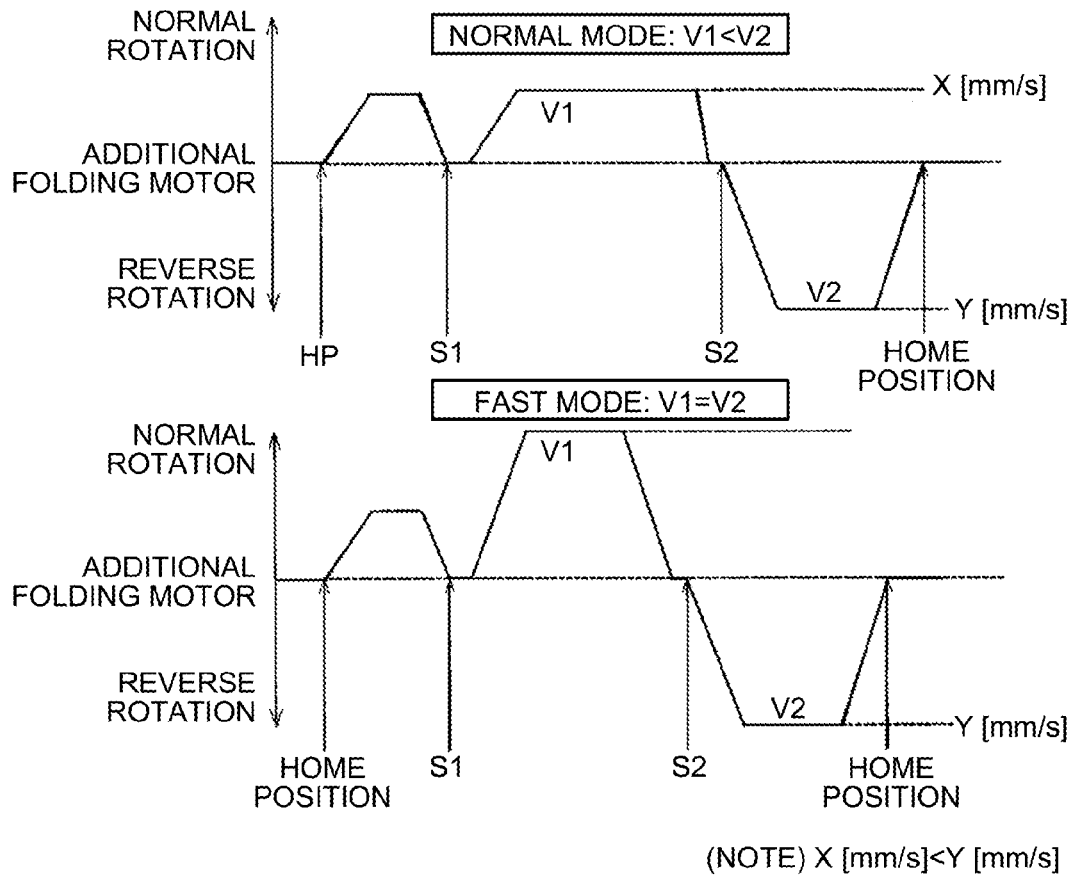 NORMAL
ROTATION
NORMAL MODE: V1<V2
V1
X [mm/s]
ADDITIONAL
FOLDING MOTOR
REVERSE
ROTATION
V2
Y [mm/s]
HP
S1
S2
HOME
POSITION
FAST MODE: V1=V2
NORMAL
ROTATION
V1
ADDITIONAL
FOLDING MOTOR
REVERSE
ROTATION
V2
Y [mm/s]
HOME
POSITION
S1
S2
HOME
POSITION
(NOTE) X [mm/s]<Y [mm/s]